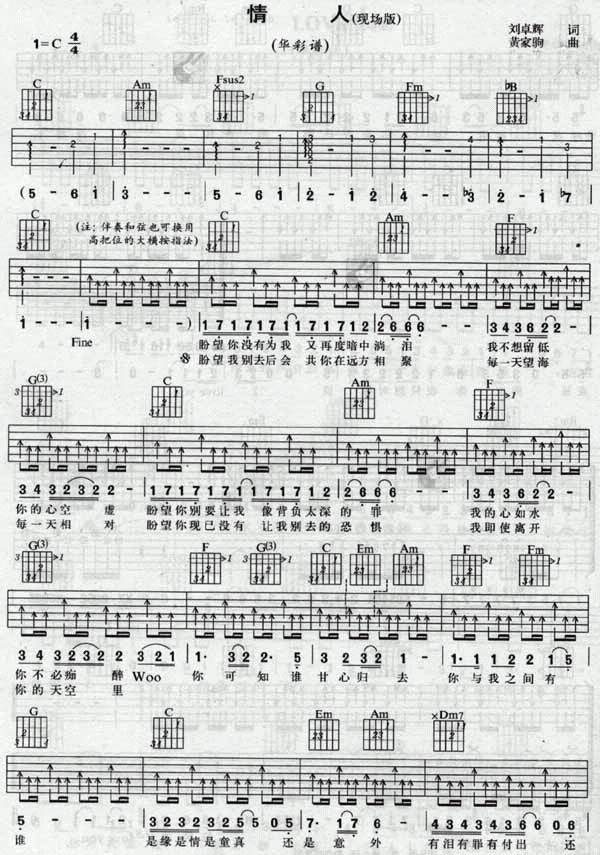 情 人(现场版)
刘卓辉 词
1=C 4/4
(华彩谱)
黄家驹 曲
C Am Fsus2 G Fm ♭B
(5 - 6 1 3 - - - 5 - 6 1 2 - 1 2 4 - - ♭3 2 - 1 ♭7
C C Am F
(注:伴奏和弦也可换用
高把位的大横按指法)
1 - - - 1 - - ) 1 7 1 7 1 7 1 7 1 7 1 7 1 7 1 2 2 6 6 6 - - 3 4 3 6 2 2 -
Fine 盼望你没有为我 又再度暗中淌 泪 我不想留低
盼望我别去后会 共你在远方相 聚 每一天望海
G(3) C Am F
3 4 3 2 3 2 2 - 1 7 1 7 1 7 1 7 1 7 1 7 1 7 1 2 2 6 6 6 - - 3 4 3 6 2 2 -
你的心空 虚 盼望你别要让我 像背负太深的 罪 我的心如水
每一天相 对 盼望你现已没有 让我别去的恐 惧 我即使离开
G(3) F G(3) C Em Am F Fm
3 4 3 2 3 2 2 3 2 1 1· 3 2 2· 5 3 2 2 1 2 1 - 1· 1 1 2 2 1 5
你不必痴 醉 Woo 你 可 知 谁 甘心归 去 你 与我之间 有
你的天空 里
G C Em Am Dm7
5· - - - 3 2 3 2 1 2 5 5 0 5 7· 1 7 6 - 4 3 4 3 4 3 6 6 0 5
谁 是缘是情是童真 还 是 意 外 有泪有罪有付出 还